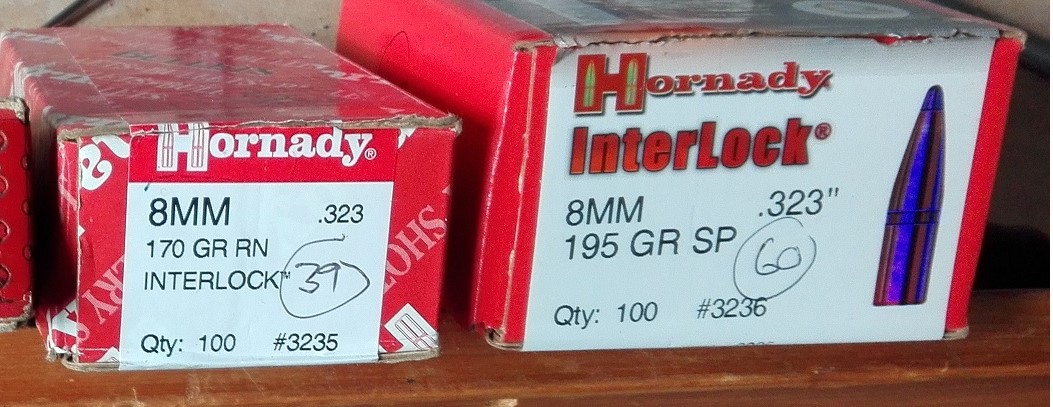 Hornady®
8MM .323
170 GR RN
INTERLOCK™
39
Qty: 100 #3235
Hornady
InterLock®
8MM .323"
195 GR SP
60
Qty: 100 #3236